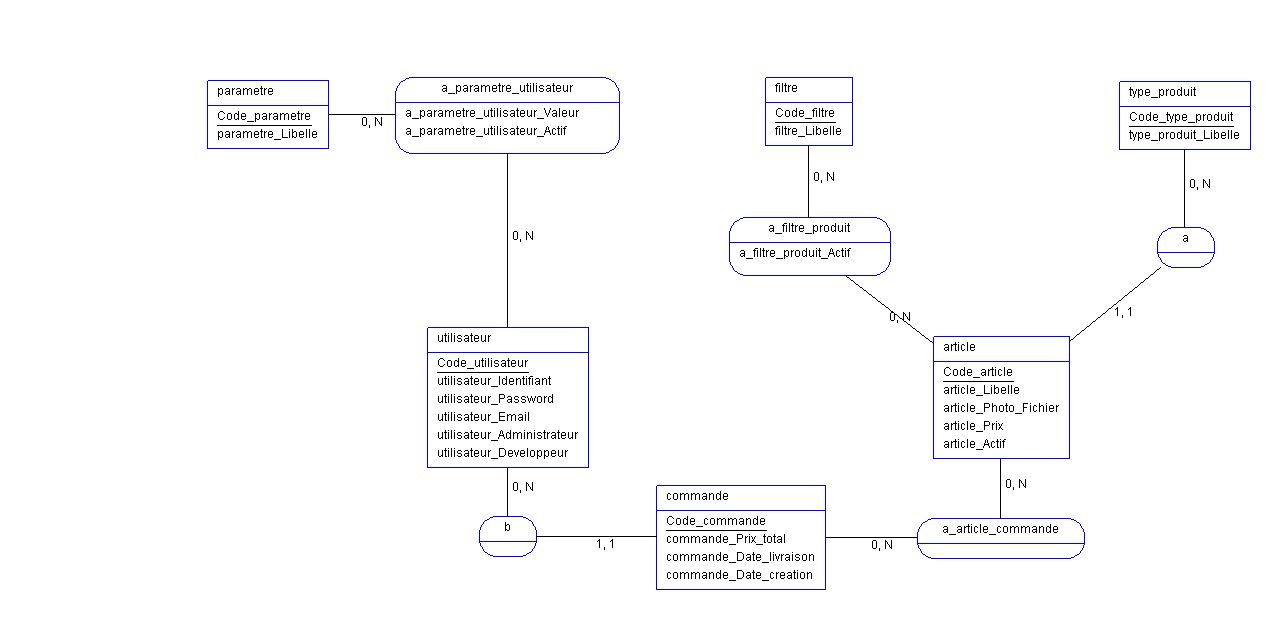 parametre
Code_parametre
parametre_Libelle
0, N
a_parametre_utilisateur
a_parametre_utilisateur_Valeur
a_parametre_utilisateur_Actif
filtre
Code_filtre
filtre_Libelle
type_produit
Code_type_produit
type_produit_Libelle
0, N
0, N
a_filtre_produit
a_filtre_produit_Actif
a
0, N
0, N
1, 1
utilisateur
Code_utilisateur
utilisateur_Identifiant
utilisateur_Password
utilisateur_Email
utilisateur_Administrateur
utilisateur_Developpeur
article
Code_article
article_Libelle
article_Photo_Fichier
article_Prix
article_Actif
0, N
0, N
b
1, 1
commande
Code_commande
commande_Prix_total
commande_Date_livraison
commande_Date_creation
0, N
a_article_commande